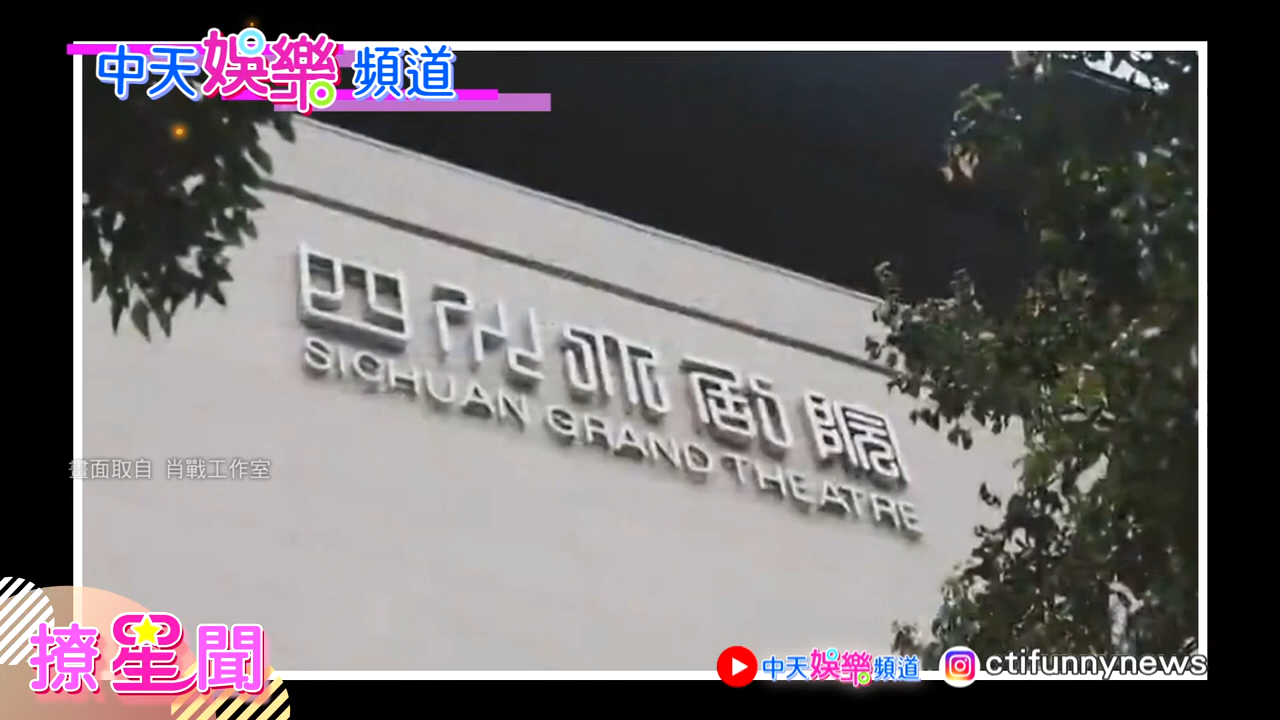 中天娛樂頻道
四川大劇院
SICHUAN GRAND THEATRE
畫面取自 肖戰工作室
撩星聞
中天娛樂頻道
ctifunnynews